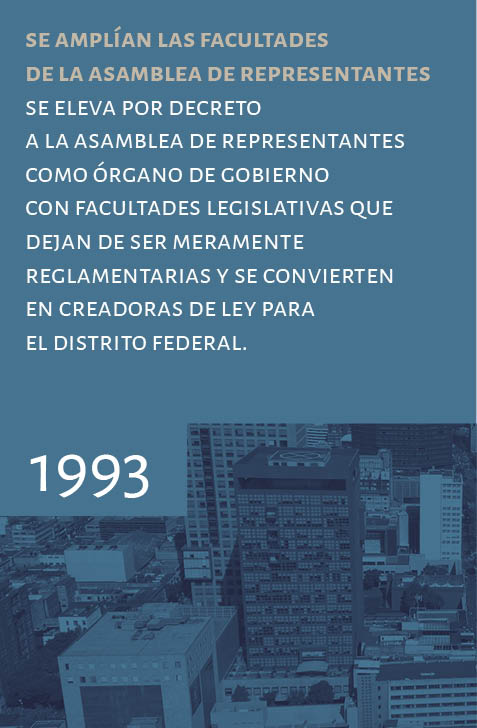 SE AMPLÍAN LAS FACULTADES
DE LA ASAMBLEA DE REPRESENTANTES
SE ELEVA POR DECRETO
A LA ASAMBLEA DE REPRESENTANTES
COMO ÓRGANO DE GOBIERNO
CON FACULTADES LEGISLATIVAS QUE
DEJAN DE SER MERAMENTE
REGLAMENTARIAS Y SE CONVIERTEN
EN CREADORAS DE LEY PARA
EL DISTRITO FEDERAL.
1993